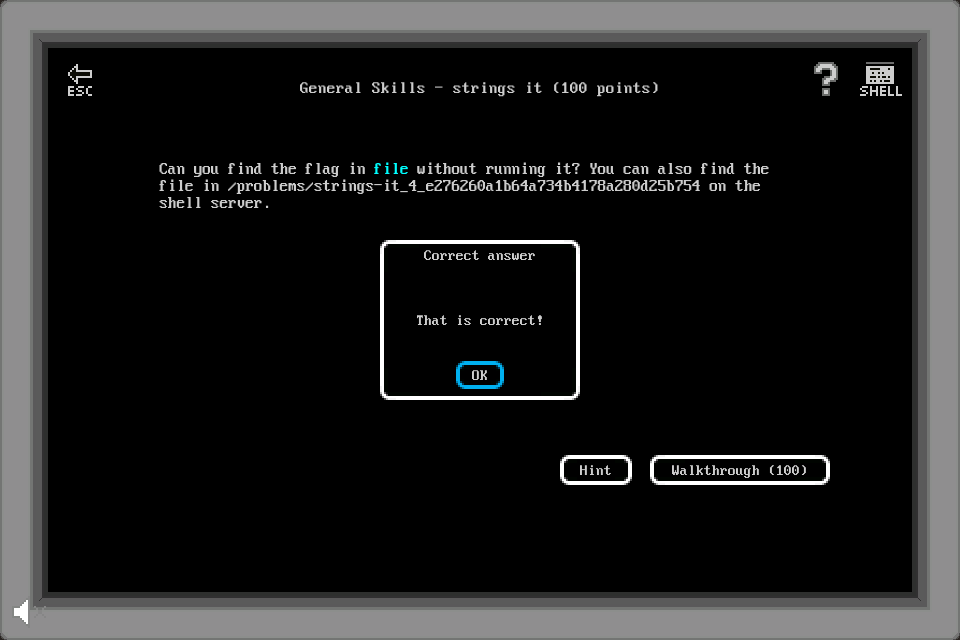 General Skills - strings it (100 points)
ESC
SHELL
Can you find the flag in file without running it? You can also find the
file in /problems/strings-it_4_e276260a1b64a734b4178a280d25b754 on the
shell server.
Correct answer
That is correct!
OK
Hint
Walkthrough (100)